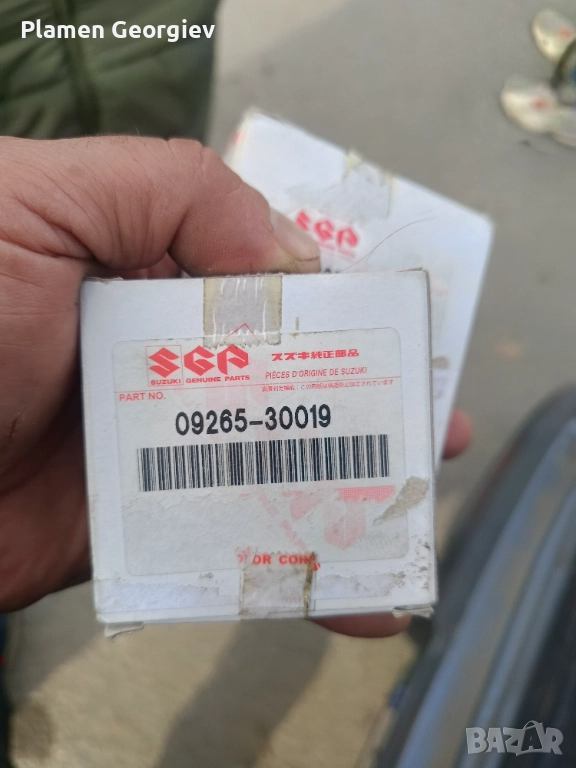 Plamen Georgiev
SGP
SGP
スズキ純正部品
SUZUKI GENUINE PARTS
PIÈCES D'ORIGINE DE SUZUKI
PART NO.
09265-30019
BAZAR